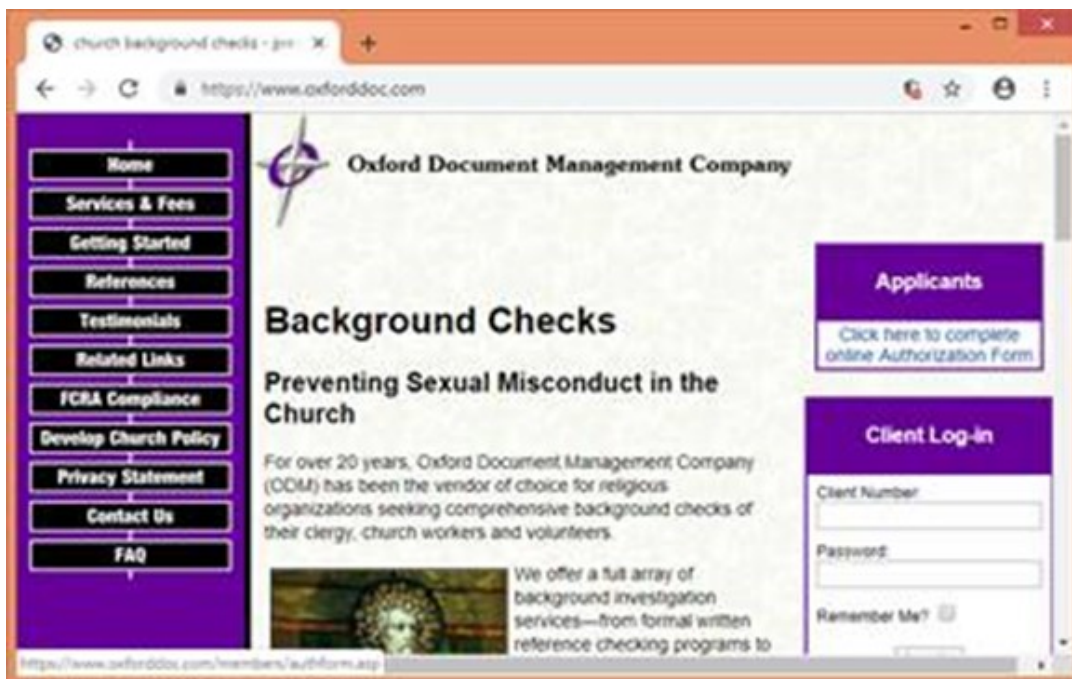 church background checks - pre
https://www.oxforddoc.com
Home
Services & Fees
Getting Started
References
Testimonials
Related Links
FCRA Compliance
Develop Church Policy
Privacy Statement
Contact Us
FAQ
Oxford Document Management Company
Background Checks
Preventing Sexual Misconduct in the
Church
For over 20 years, Oxford Document Management Company
(ODM) has been the vendor of choice for religious
organizations seeking comprehensive background checks of
their clergy, church workers and volunteers.
We offer a full array of
background investigation
services—from formal written
reference checking programs to
Applicants
Click here to complete
online Authorization Form
Client Log-in
Client Number:
Password:
Remember Me?
https://www.oxforddoc.com/members/authform.asp